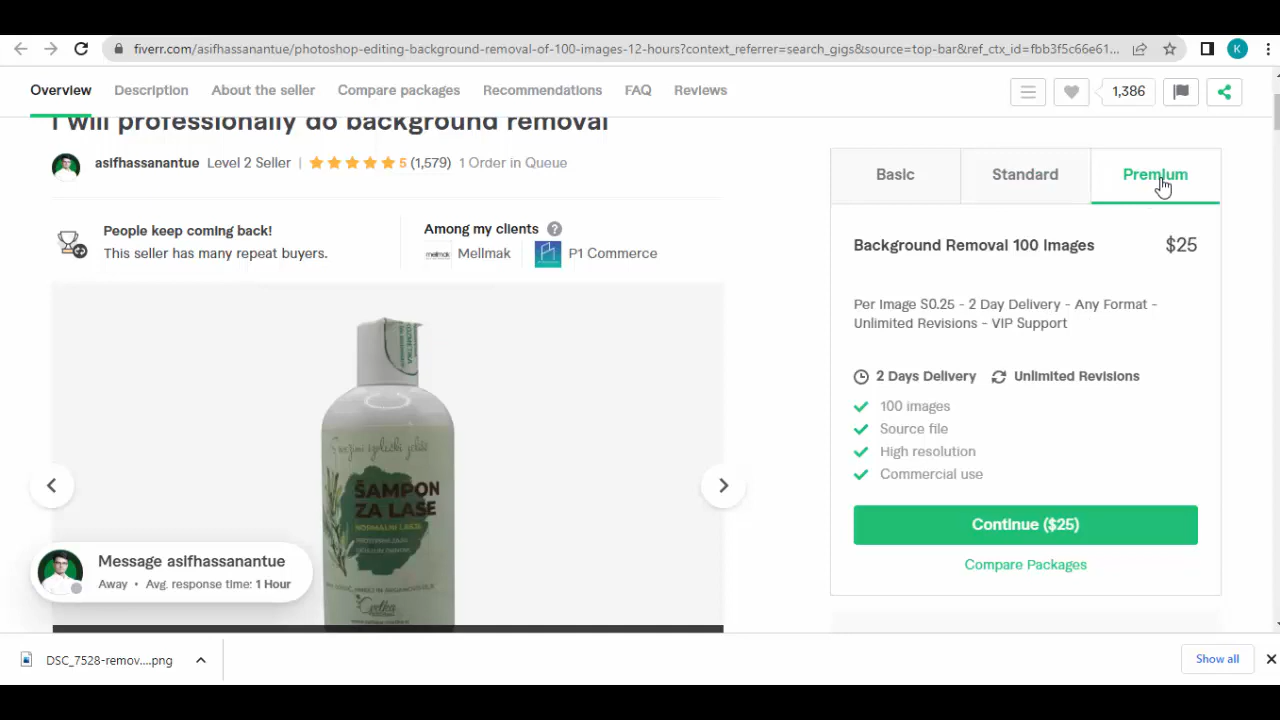 fiverr.com/asifhassanantue/photoshop-editing-background-removal-of-100-images-12-hours?context_referrer=search_gigs&source=top-bar&ref_ctx_id=fbb3f5c66e61...
K
Overview
Description
About the seller
Compare packages
Recommendations
FAQ
Reviews
1,386
I will professionally do background removal
asifhassanantue Level 2 Seller | 5 (1,579) 1 Order in Queue
Basic
Standard
Premium
People keep coming back!
This seller has many repeat buyers.
Among my clients ?
Mellmak
P1 Commerce
Background Removal 100 Images
$25
Per Image S0.25 - 2 Day Delivery - Any Format -
Unlimited Revisions - VIP Support
2 Days Delivery
Unlimited Revisions
100 images
Source file
High resolution
Commercial use
Continue ($25)
Compare Packages
ŠAMPON
ZA LASE
NORMALNI LASJE
Cvetka
Message asifhassanantue
Away • Avg. response time: 1 Hour
DSC_7528-remov....png
Show all